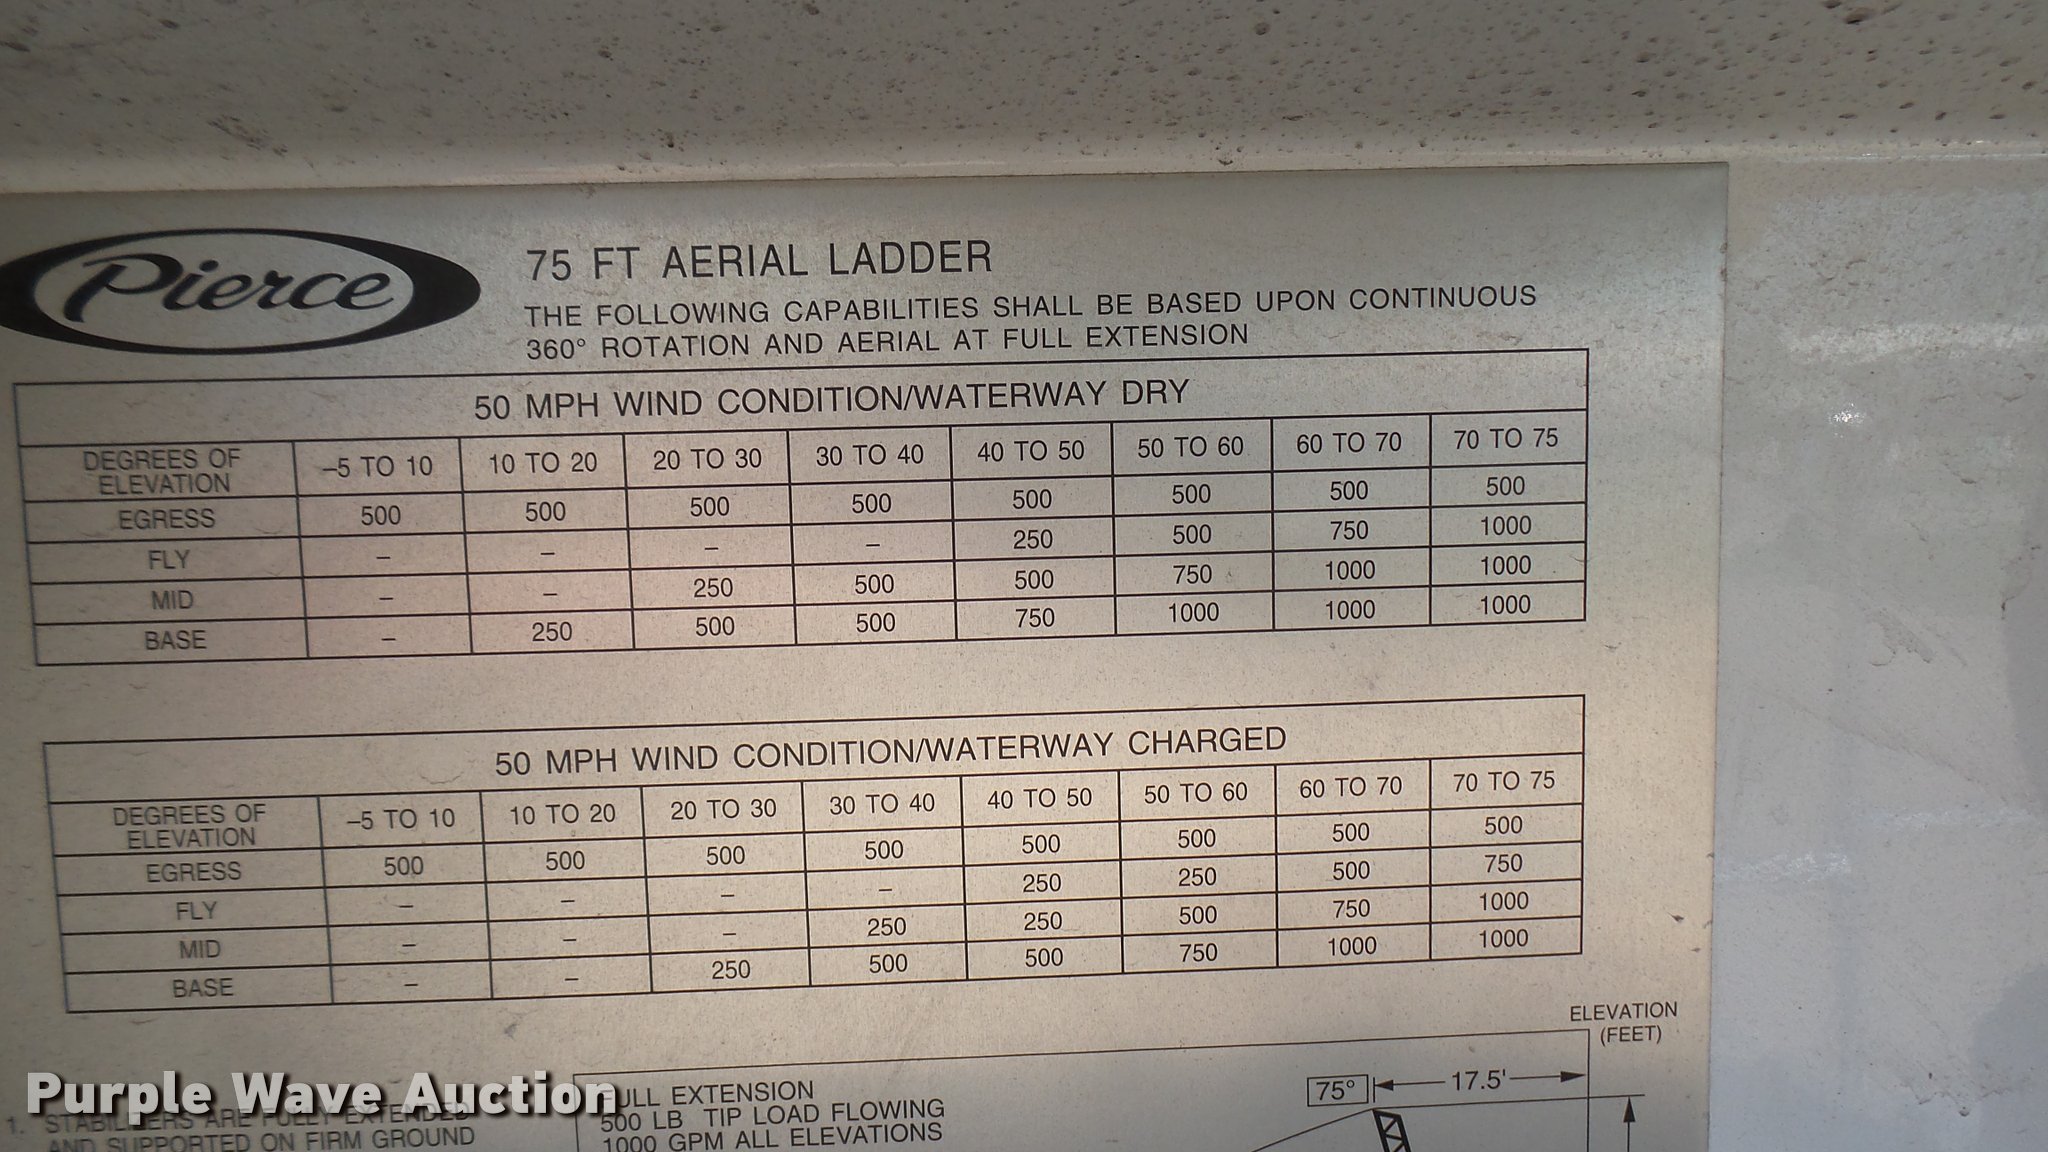 Pierce
75 FT AERIAL LADDER
THE FOLLOWING CAPABILITIES SHALL BE BASED UPON CONTINUOUS
360° ROTATION AND AERIAL AT FULL EXTENSION
50 MPH WIND CONDITION/WATERWAY DRY
DEGREES OF ELEVATION –5 TO 10 10 TO 20 20 TO 30 30 TO 40 40 TO 50 50 TO 60 60 TO 70 70 TO 75
EGRESS 500 500 500 500 500 500 500 500
FLY – – – – 250 500 750 1000
MID – – 250 500 500 750 1000 1000
BASE – 250 500 500 750 1000 1000 1000
50 MPH WIND CONDITION/WATERWAY CHARGED
DEGREES OF ELEVATION –5 TO 10 10 TO 20 20 TO 30 30 TO 40 40 TO 50 50 TO 60 60 TO 70 70 TO 75
EGRESS 500 500 500 500 500 500 500 500
FLY – – – – 250 250 500 750
MID – – – 250 250 500 750 1000
BASE – – 250 500 500 750 1000 1000
ELEVATION
(FEET)
75° 17.5'
FULL EXTENSION
500 LB TIP LOAD FLOWING
1000 GPM ALL ELEVATIONS
1. STABILIZERS ARE FULLY EXTENDED
AND SUPPORTED ON FIRM GROUND
Purple Wave Auction